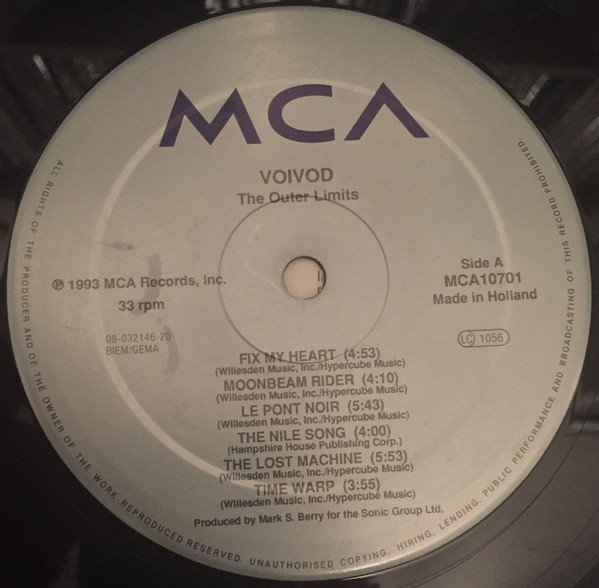 MCA
VOIVOD
The Outer Limits
℗ 1993 MCA Records, Inc.
33 rpm
08-032146-20
BIEM/GEMA
Side A
MCA10701
Made in Holland
LC 1056
FIX MY HEART (4:53)
(Willesden Music, Inc./Hypercube Music)
MOONBEAM RIDER (4:10)
(Willesden Music, Inc./Hypercube Music)
LE PONT NOIR (5:43)
(Willesden Music, Inc./Hypercube Music)
THE NILE SONG (4:00)
(Hampshire House Publishing Corp.)
THE LOST MACHINE (5:53)
(Willesden Music, Inc./Hypercube Music)
TIME WARP (3:55)
(Willesden Music, Inc./Hypercube Music)
Produced by Mark S. Berry for the Sonic Group Ltd.
ALL RIGHTS OF THE PRODUCER AND OF THE OWNER OF THE WORK REPRODUCED RESERVED. UNAUTHORISED COPYING, HIRING, LENDING, PUBLIC PERFORMANCE AND BROADCASTING OF THIS RECORD PROHIBITED.